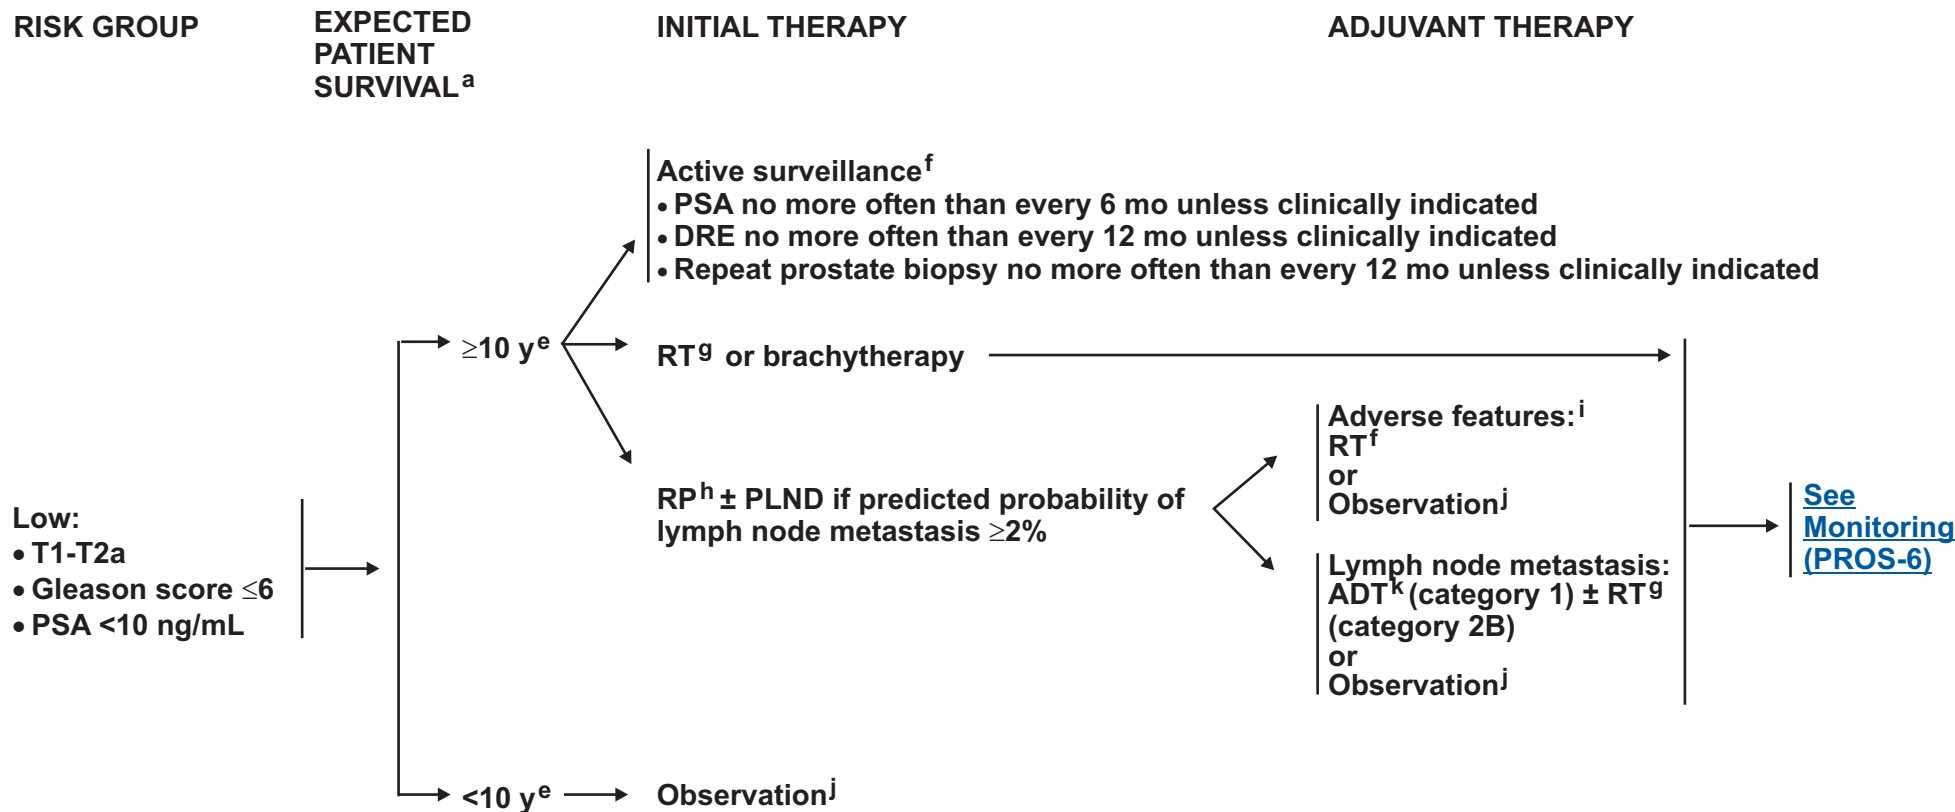 RISK GROUP
EXPECTED
PATIENT
SURVIVALᵃ
INITIAL THERAPY
ADJUVANT THERAPY
Active surveillanceᶠ
• PSA no more often than every 6 mo unless clinically indicated
• DRE no more often than every 12 mo unless clinically indicated
• Repeat prostate biopsy no more often than every 12 mo unless clinically indicated
≥10 yᵉ
RTᵍ or brachytherapy
RPʰ ± PLND if predicted probability of
lymph node metastasis ≥2%
Adverse features:ⁱ
RTᶠ
or
Observationʲ
Lymph node metastasis:
ADTᵏ (category 1) ± RTᵍ
(category 2B)
or
Observationʲ
See
Monitoring
(PROS-6)
Low:
• T1-T2a
• Gleason score ≤6
• PSA <10 ng/mL
<10 yᵉ
Observationʲ